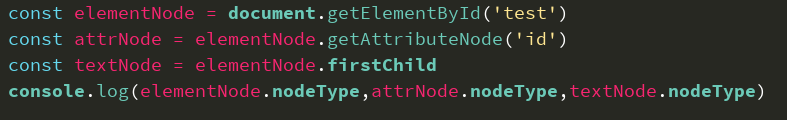 const elementNode = document.getElementById('test')
const attrNode = elementNode.getAttributeNode('id')
const textNode = elementNode.firstChild
console.log(elementNode.nodeType,attrNode.nodeType,textNode.nodeType)